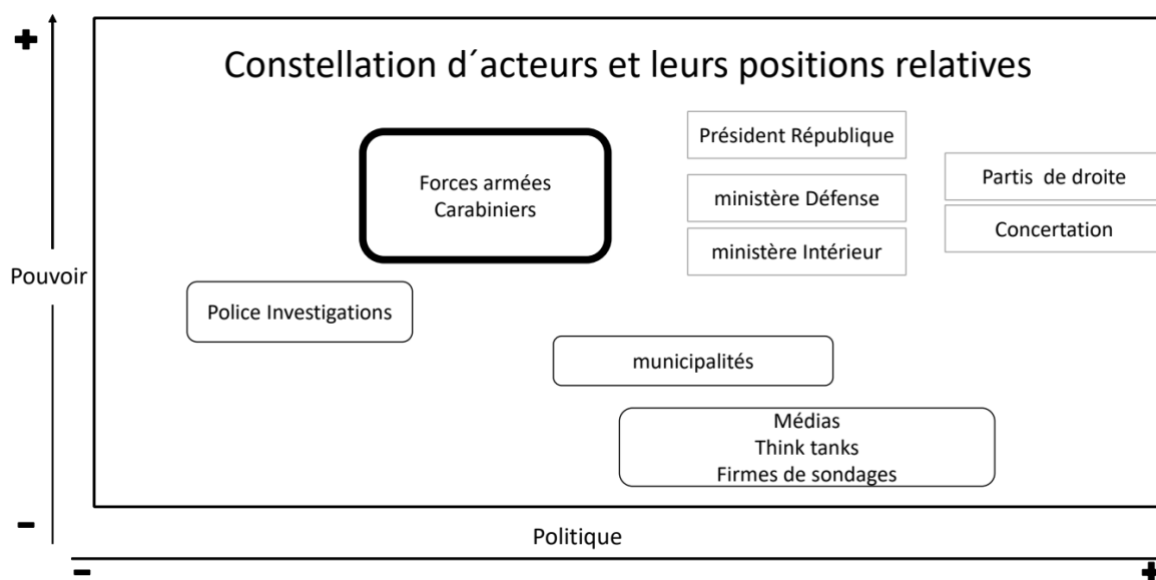 +
Constellation d´acteurs et leurs positions relatives
Président République
Forces armées
Carabiniers
Partis de droite
ministère Défense
Concertation
ministère Intérieur
Pouvoir
Police Investigations
municipalités
Médias
Think tanks
Firmes de sondages
-
Politique
- +